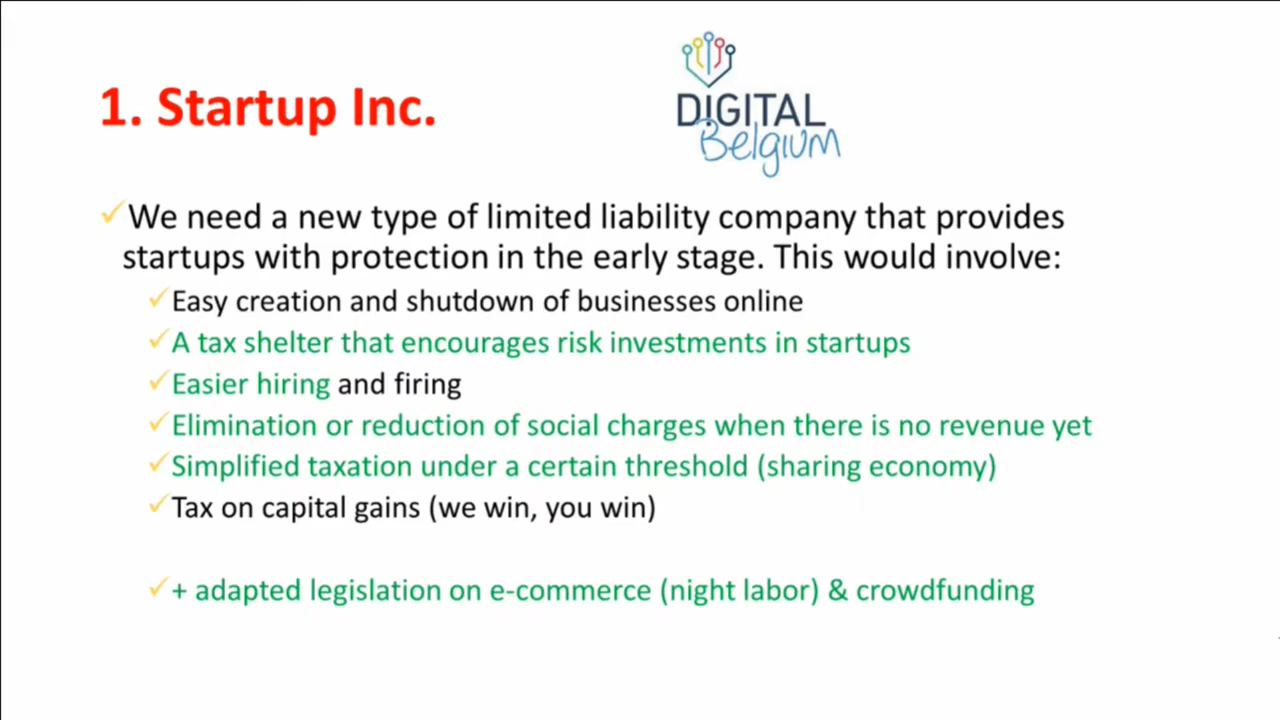 1. Startup Inc.
DIGITAL
Belgium
We need a new type of limited liability company that provides
startups with protection in the early stage. This would involve:
Easy creation and shutdown of businesses online
A tax shelter that encourages risk investments in startups
Easier hiring and firing
Elimination or reduction of social charges when there is no revenue yet
Simplified taxation under a certain threshold (sharing economy)
Tax on capital gains (we win, you win)
+ adapted legislation on e-commerce (night labor) & crowdfunding